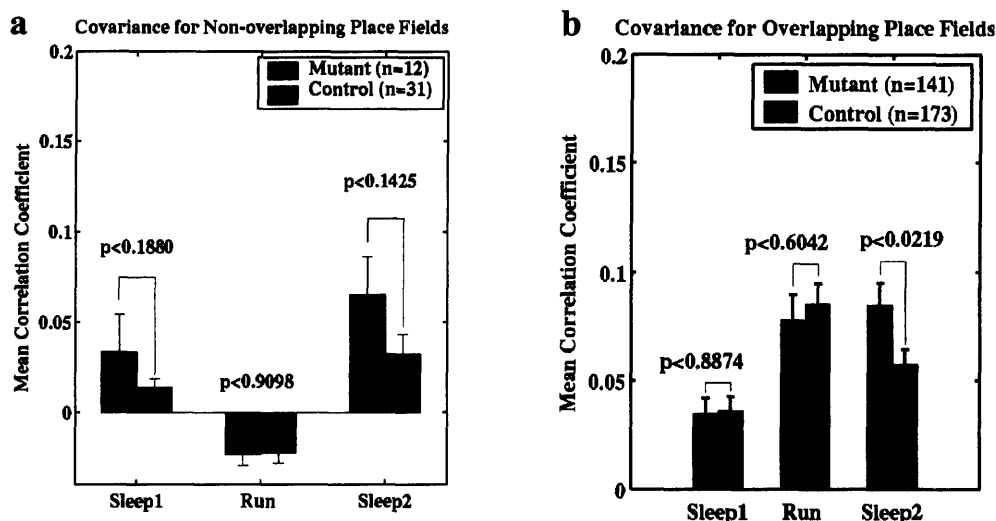 a
Covariance for Non-overlapping Place Fields
0.2
0.15
0.1
0.05
0
Mean Correlation Coefficient
Mutant (n=12)
Control (n=31)
p<0.1880
p<0.9098
p<0.1425
Sleep1 Run Sleep2
b
Covariance for Overlapping Place Fields
0.2
0.15
0.1
0.05
0
Mean Correlation Coefficient
Mutant (n=141)
Control (n=173)
p<0.8874
p<0.6042
p<0.0219
Sleep1 Run Sleep2